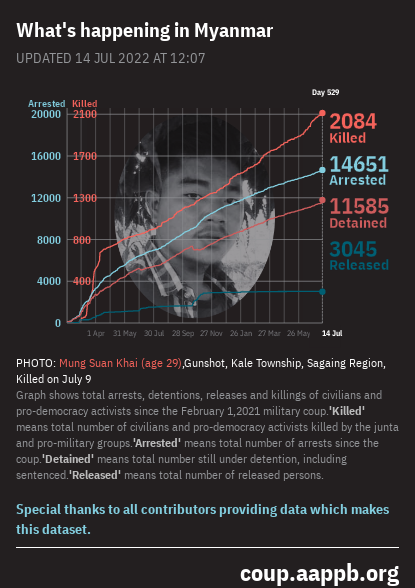 What's happening in Myanmar
UPDATED 14 JUL 2022 AT 12:07
Day 529
Arrested Killed
20000 2100
2084
Killed
16000 1700
14651
Arrested
12000 1300
11585
Detained
8000 800
3045
Released
4000 400
0
1 Apr 31 May 30 Jul 28 Sep 27 Nov 26 Jan 27 Mar 26 May 14 Jul
PHOTO: Mung Suan Khai (age 29),Gunshot, Kale Township, Sagaing Region,
Killed on July 9
Graph shows total arrests, detentions, releases and killings of civilians and
pro-democracy activists since the February 1,2021 military coup.'Killed'
means total number of civilians and pro-democracy activists killed by the junta
and pro-military groups.'Arrested' means total number of arrests since the
coup.'Detained' means total number still under detention, including
sentenced.'Released' means total number of released persons.
Special thanks to all contributors providing data which makes
this dataset.
coup.aappb.org